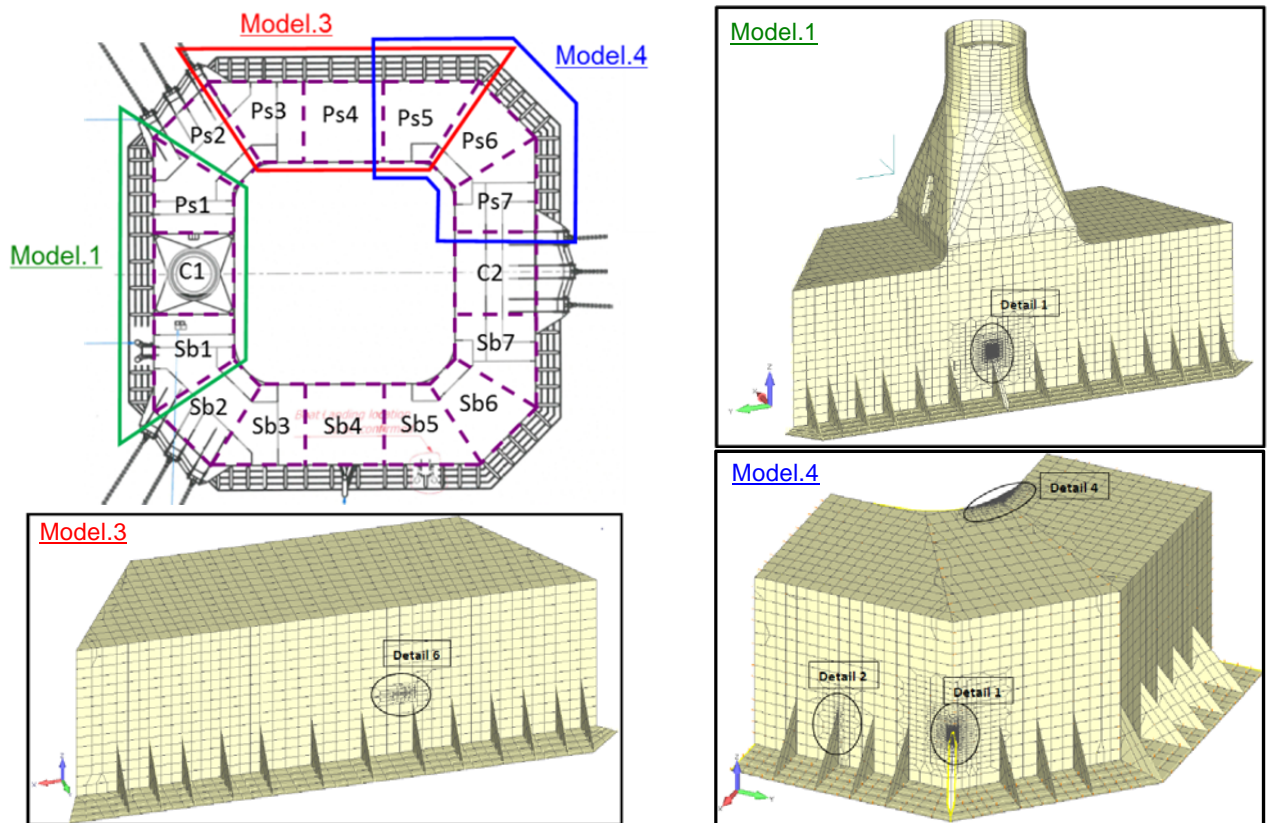 Model.3
Model.4
Ps3
Ps4
Ps5
Ps2
Ps6
Ps1
Ps7
Model.1
C1
C2
Sb1
Sb7
Sb2
Sb6
Sb3
Sb4
Sb5
Landing location
Model.1
Detail 1
Z
Y
Model.3
Detail 6
Z
Model.4
Detail 4
Detail 2
Detail 1
Z
Y